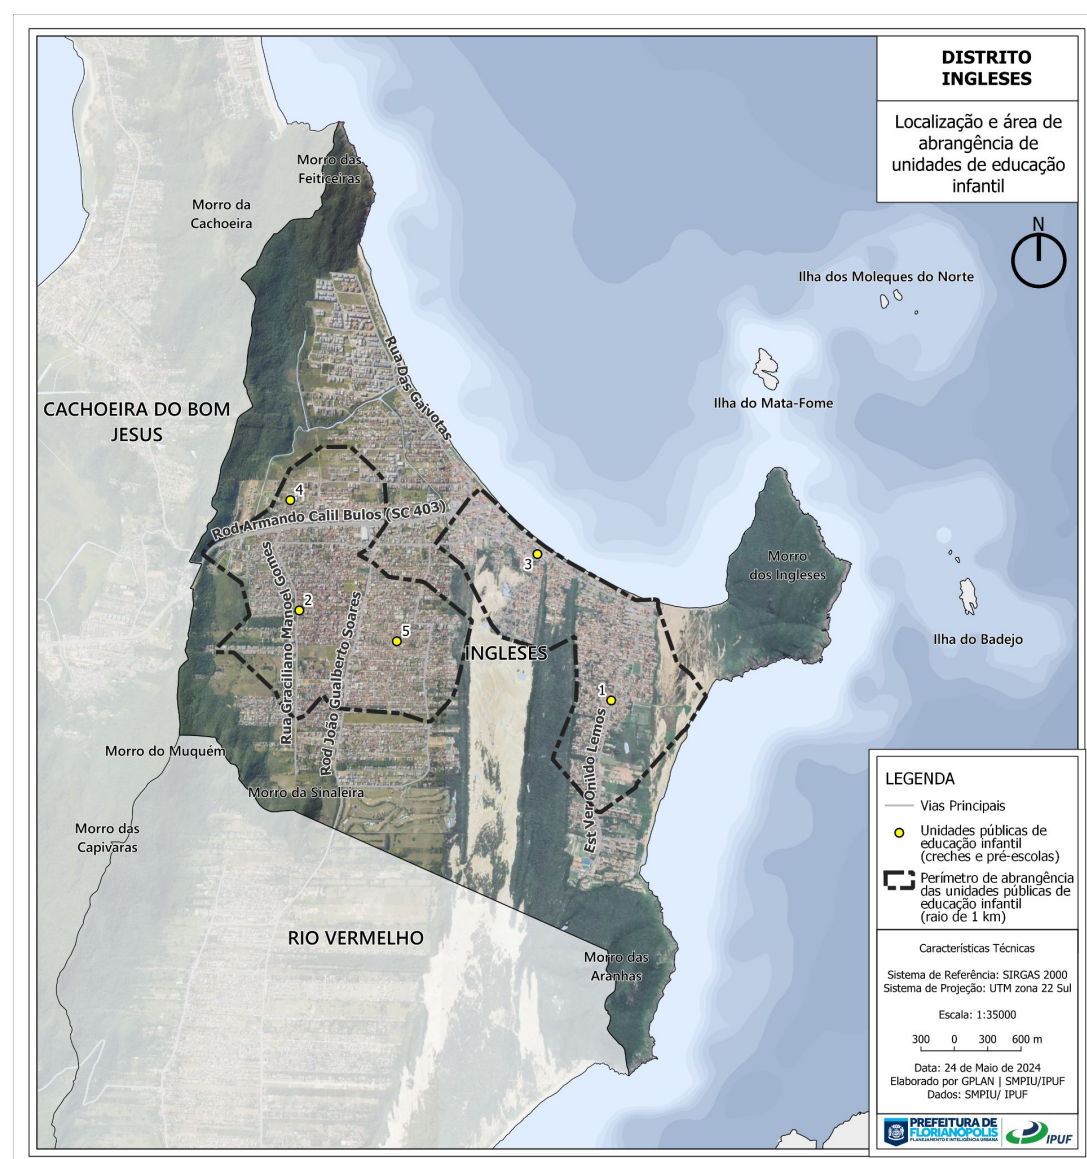 DISTRITO
INGLESES
Localização e área de
abrangência de
unidades de educação
infantil
N
Morro das
Feiticeiras
Morro da
Cachoeira
Ilha dos Moleques do Norte
Rua Das Gaivotas
Ilha do Mata-Fome
CACHOEIRA DO BOM
JESUS
4
Rod Armando Calil Bulos (SC 403)
3
Morro
dos Ingleses
Rua Graciliano Manoel Gomes
2
Rod João Gualberto Soares
5
INGLESES
Ilha do Badejo
1
Est Ver Onildo Lemos
Morro do Muquém
Morro da Sinaleira
Morro das
Capivaras
RIO VERMELHO
Morro das
Aranhas
LEGENDA
Vias Principais
Unidades públicas de
educação infantil
(creches e pré-escolas)
Perímetro de abrangência
das unidades públicas de
educação infantil
(raio de 1 km)
Características Técnicas
Sistema de Referência: SIRGAS 2000
Sistema de Projeção: UTM zona 22 Sul
Escala: 1:35000
300 0 300 600 m
Data: 24 de Maio de 2024
Elaborado por GPLAN | SMPIU/IPUF
Dados: SMPIU/ IPUF
PREFEITURA DE
FLORIANÓPOLIS
PLANEJAMENTO E INTELIGÊNCIA URBANA
IPUF